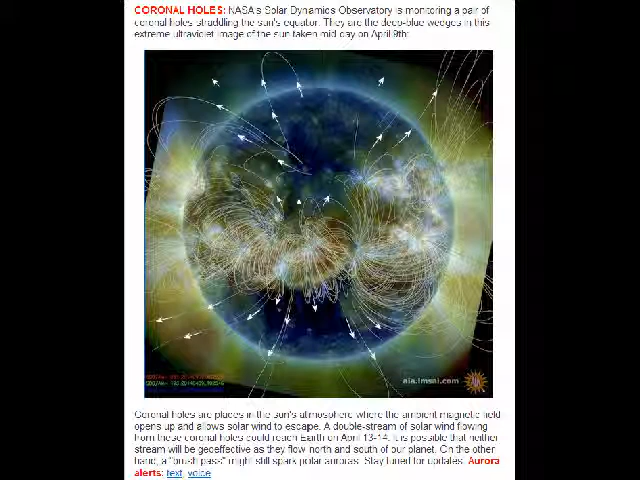 CORONAL HOLES: NASA's Solar Dynamics Observatory is monitoring a pair of
coronal holes straddling the sun's equator. They are the deco-blue wedges in this
extreme ultraviolet image of the sun taken mid-day on April 9th:
aia.lmsal.com
Coronal holes are places in the sun's atmosphere where the ambient magnetic field
opens up and allows solar wind to escape. A double-stream of solar wind flowing
from these coronal holes could reach Earth on April 13-14. It is possible that neither
stream will be geoeffective as they flow north and south of our planet. On the other
hand, a "brush pass" might still spark polar auroras. Stay tuned for updates. Aurora
alerts: text, voice